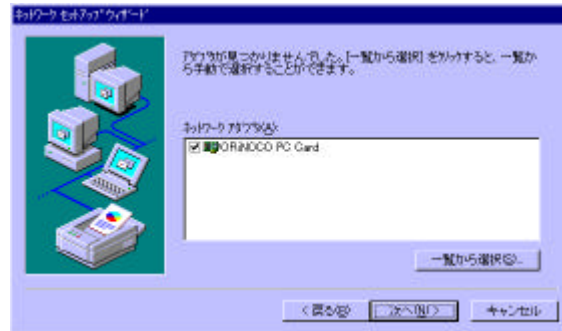 ネットワーク セットアップ ウィザード
アダプタが見つかりませんでした。[一覧から選択] をクリックすると、一覧か
ら手動で選択することができます。
ネットワーク アダプタ(A):
ORiNOCO PC Card
一覧から選択(S)...
< 戻る(B)
次へ(N) >
キャンセル